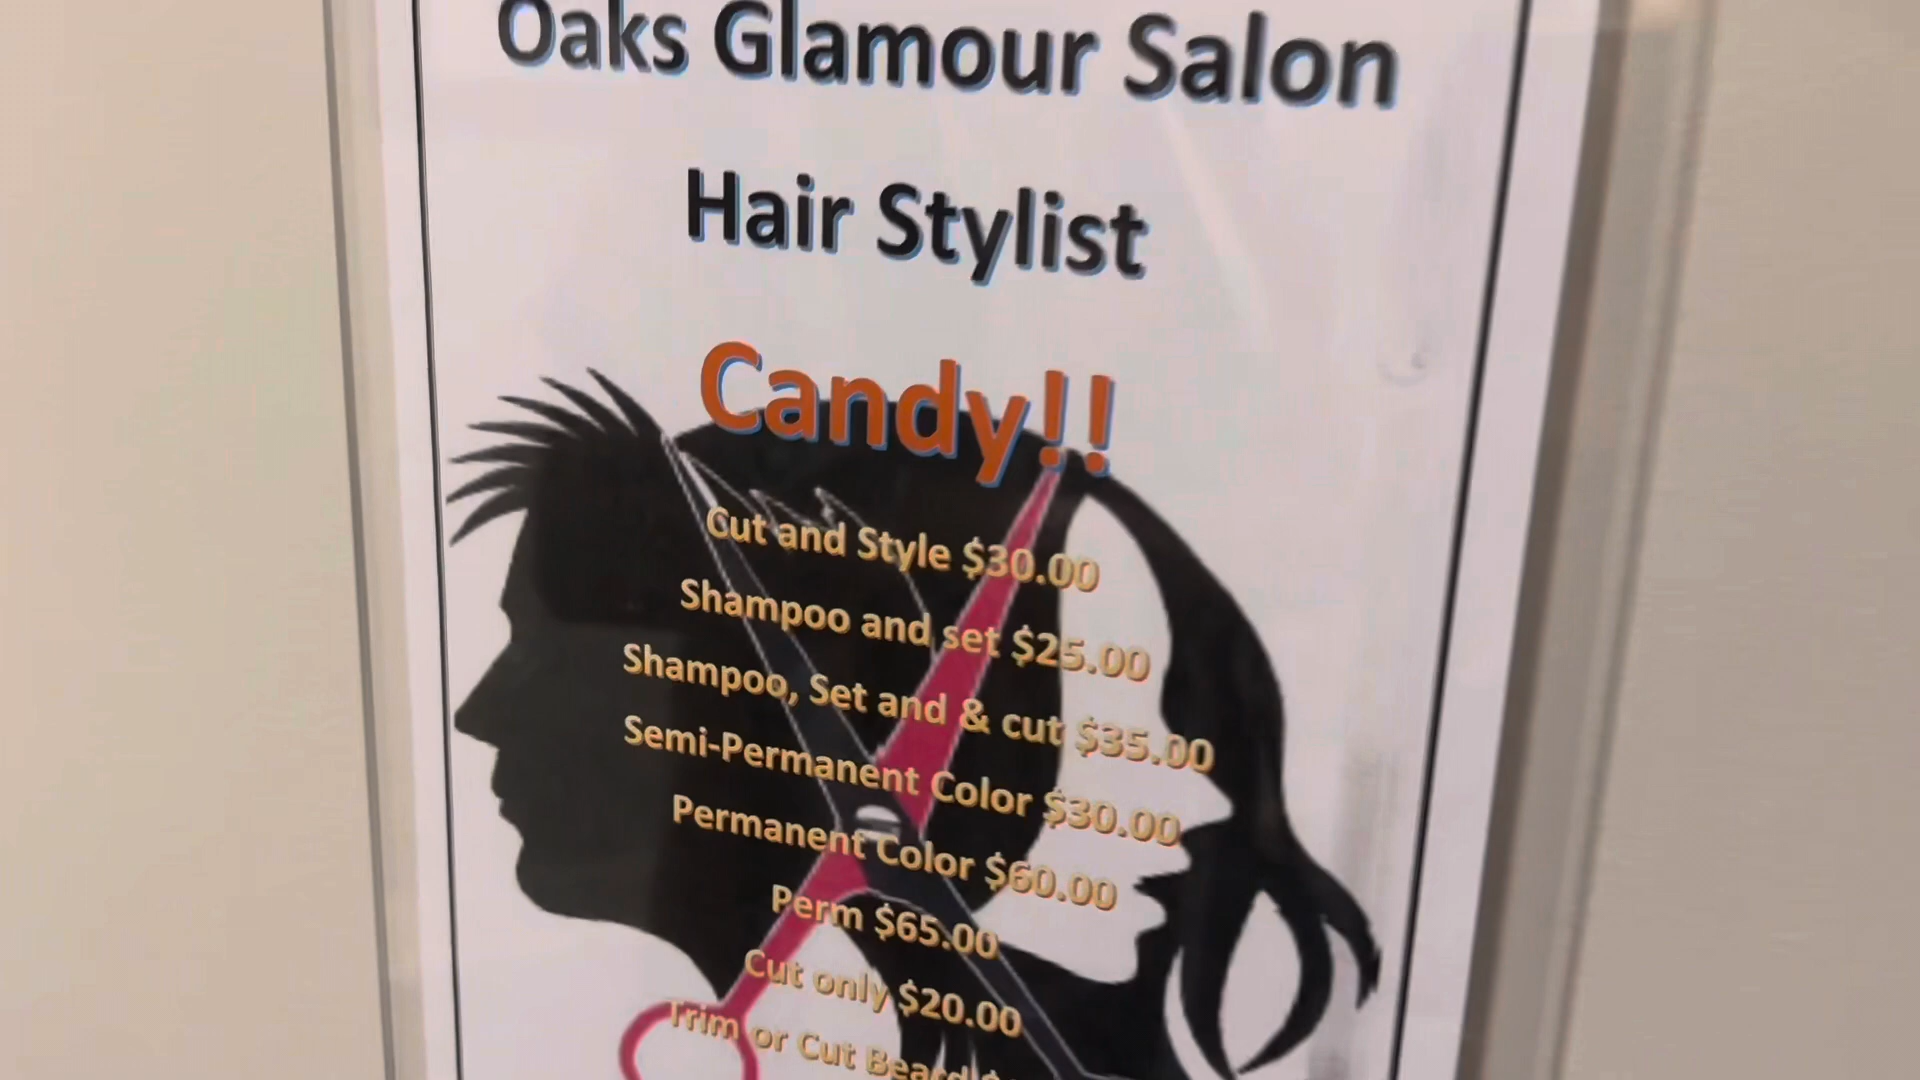 Oaks Glamour Salon
Hair Stylist
Candy!!
Cut and Style $30.00
Shampoo and set $25.00
Shampoo, Set and & cut $35.00
Semi-Permanent Color $30.00
Permanent Color $60.00
Perm $65.00
Cut only $20.00
Trim or Cut Beard